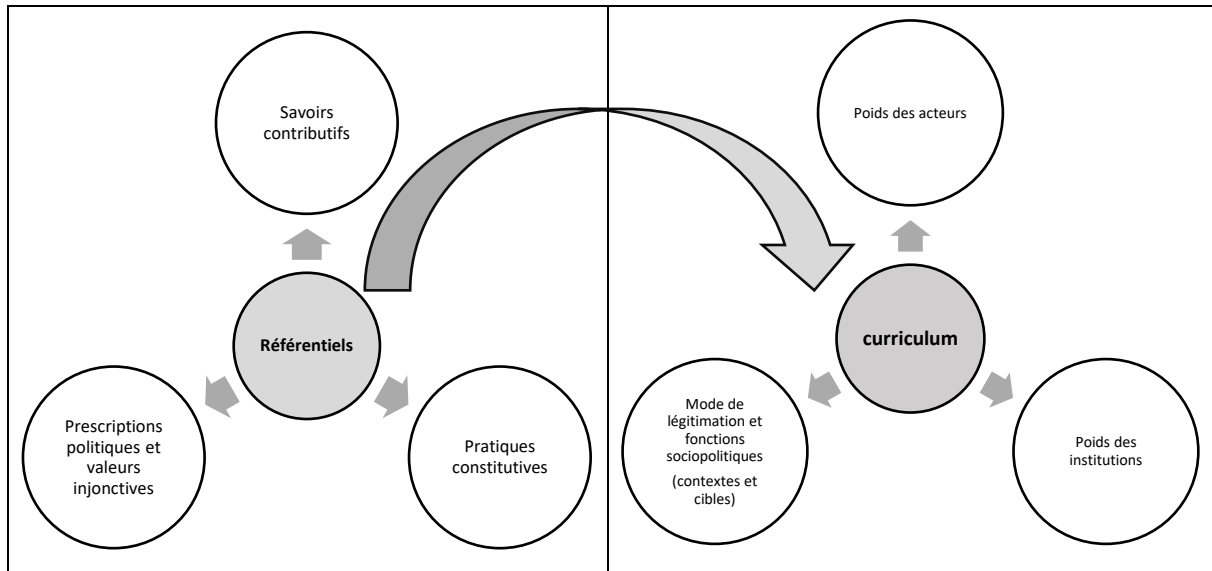 Savoirs
contributifs
Référentiels
Prescriptions
politiques et
valeurs
injonctives
Pratiques
constitutives
Poids des acteurs
curriculum
Mode de
légitimation et
fonctions
sociopolitiques
(contextes et
cibles)
Poids des
institutions